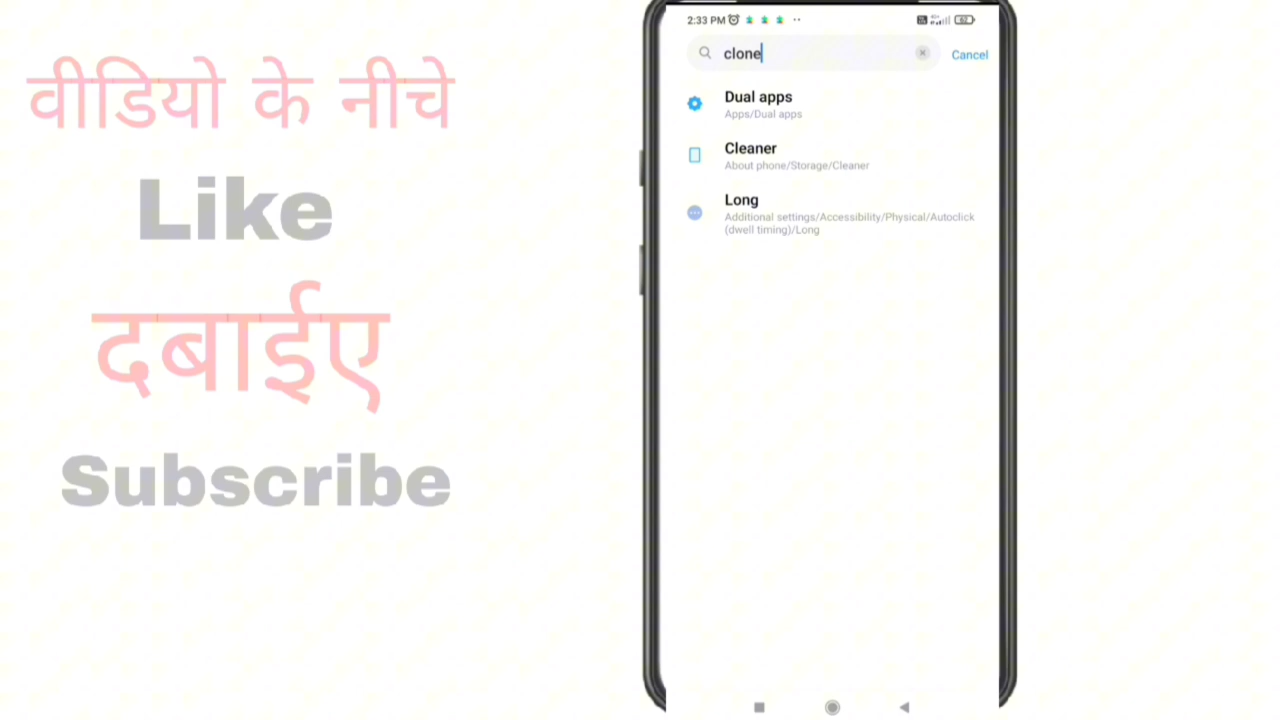 वीडियो के नीचे
Like
दबाईए
Subscribe
2:33 PM
62
clone
Cancel
Dual apps
Apps/Dual apps
Cleaner
About phone/Storage/Cleaner
Long
Additional settings/Accessibility/Physical/Autoclick
(dwell timing)/Long